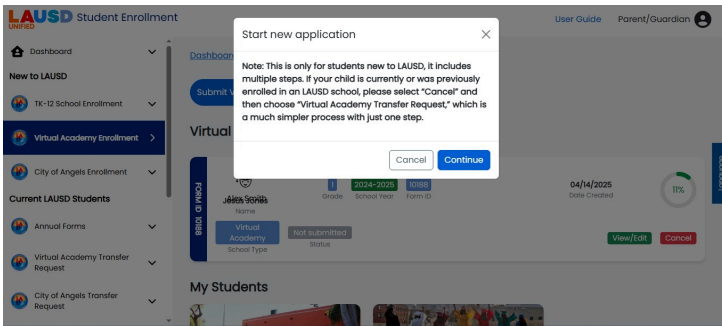 LAUSD Student Enrollment
UNIFIED
User Guide
Parent/Guardian
Dashboard
New to LAUSD
TK-12 School Enrollment
Virtual Academy Enrollment
City of Angels Enrollment
Current LAUSD Students
Annual Forms
Virtual Academy Transfer
Request
City of Angels Transfer
Request
Start new application
Note: This is only for students new to LAUSD, it includes
multiple steps. If your child is currently or was previously
enrolled in an LAUSD school, please select "Cancel" and
then choose "Virtual Academy Transfer Request," which is
a much simpler process with just one step.
Cancel
Continue
Dashboar
Submit V
Virtual
FORM ID 10188
Name
1
Grade
2024-2025
School Year
10188
Form ID
04/14/2025
Date Created
11%
Virtual
Academy
School Type
Not submitted
Status
View/Edit
Cancel
My Students